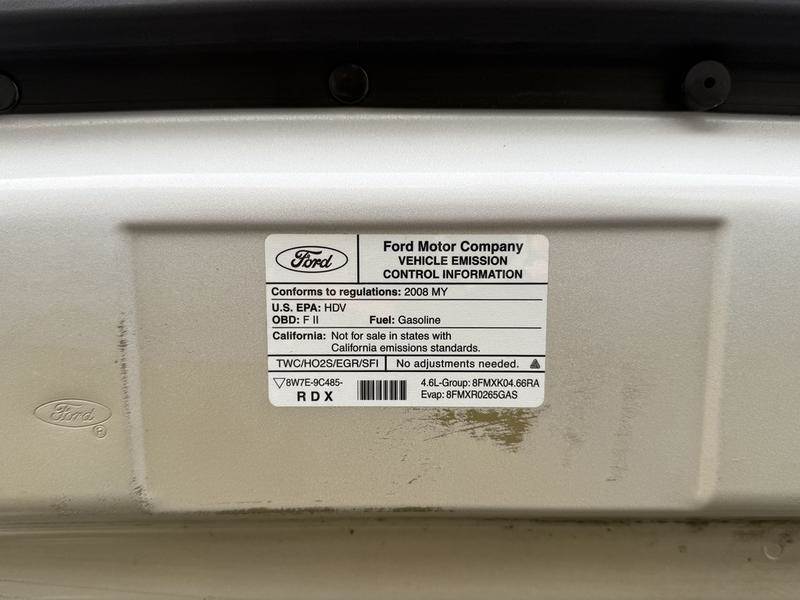 Ford
Ford Motor Company
VEHICLE EMISSION
CONTROL INFORMATION
Conforms to regulations: 2008 MY
U.S. EPA: HDV
OBD: F II Fuel: Gasoline
California: Not for sale in states with
California emissions standards.
TWC/HO2S/EGR/SFI No adjustments needed.
8W7E-9C485-
R D X
4.6L-Group: 8FMXK04.66RA
Evap: 8FMXR0265GAS
Ford
®